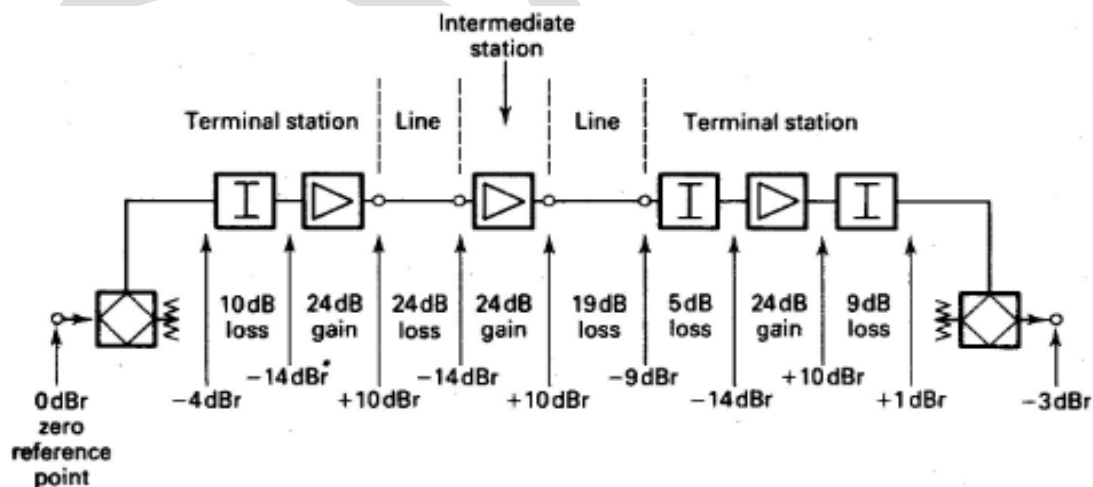 Intermediate
station
Terminal station
Line
Line
Terminal station
10 dB
loss
24 dB
gain
24 dB
loss
24 dB
gain
19 dB
loss
5 dB
loss
24 dB
gain
9 dB
loss
0 dBr
zero
reference
point
−4 dBr
−14 dBr
+10 dBr
−14 dBr
+10 dBr
−9 dBr
−14 dBr
+10 dBr
+1 dBr
−3 dBr